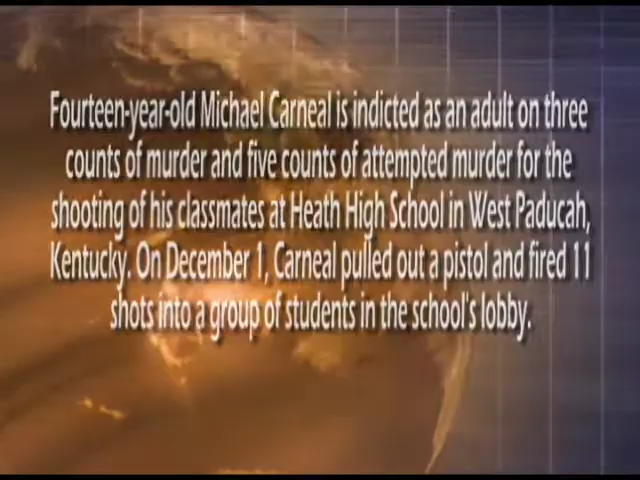 Fourteen-year-old Michael Carneal is indicted as an adult on three
counts of murder and five counts of attempted murder for the
shooting of his classmates at Heath High School in West Paducah,
Kentucky. On December 1, Carneal pulled out a pistol and fired 11
shots into a group of students in the school's lobby.